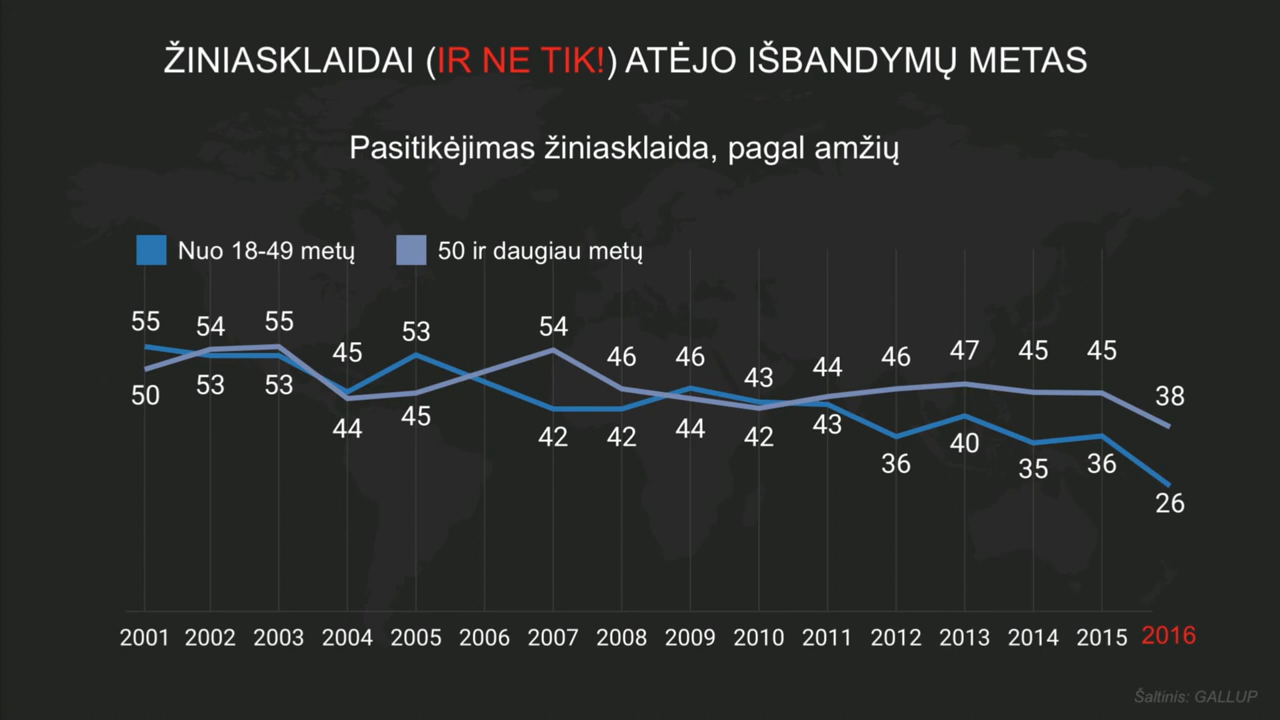 ŽINIASKLAIDAI (IR NE TIK!) ATĖJO IŠBANDYMŲ METAS
Pasitikėjimas žiniasklaida, pagal amžių
Nuo 18-49 metų 50 ir daugiau metų
55 54 55 45 53 54 46 46 43 44 46 47 45 45 38
50 53 53 44 45 42 42 44 42 43 36 40 35 36 26
2001 2002 2003 2004 2005 2006 2007 2008 2009 2010 2011 2012 2013 2014 2015 2016
Šaltinis: GALLUP